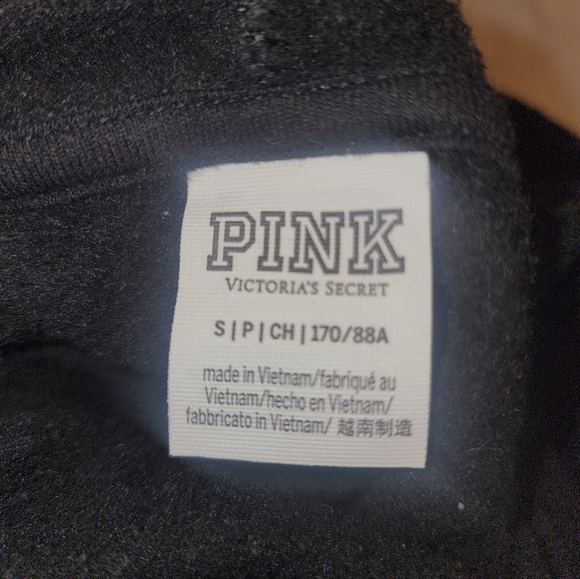 PINK
VICTORIA'S SECRET
S | P | CH | 170/88A
made in Vietnam/fabriqué au
Vietnam/hecho en Vietnam/
fabbricato in Vietnam/ 越南制造